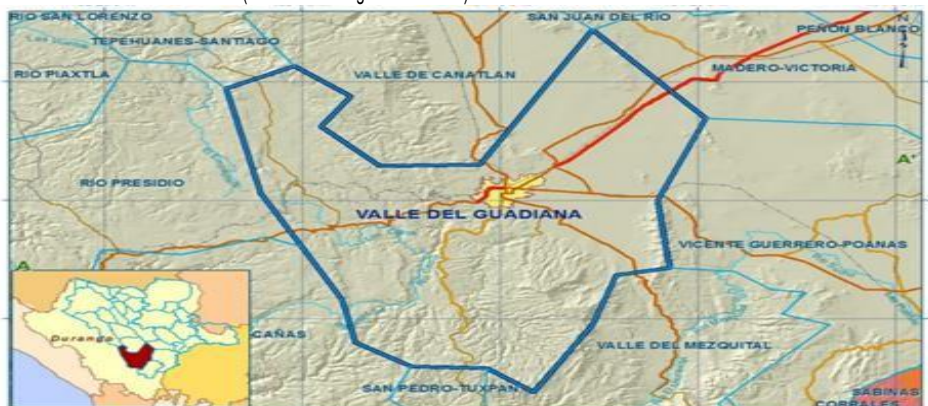 RIO SAN LORENZO
SAN JUAN DEL RÍO
PEÑON BLANCO
N
TEPEHUANES-SANTIAGO
RIO PIAXTLA
VALLE DE CANATLAN
MADERO-VICTORIA
A'
RIO PRESIDIO
VALLE DEL GUADIANA
VICENTE GUERRERO-POANAS
A
Durango
CAÑAS
VALLE DEL MEZQUITAL
SAN PEDRO-TUXPAN
SABINAS
CORRALES